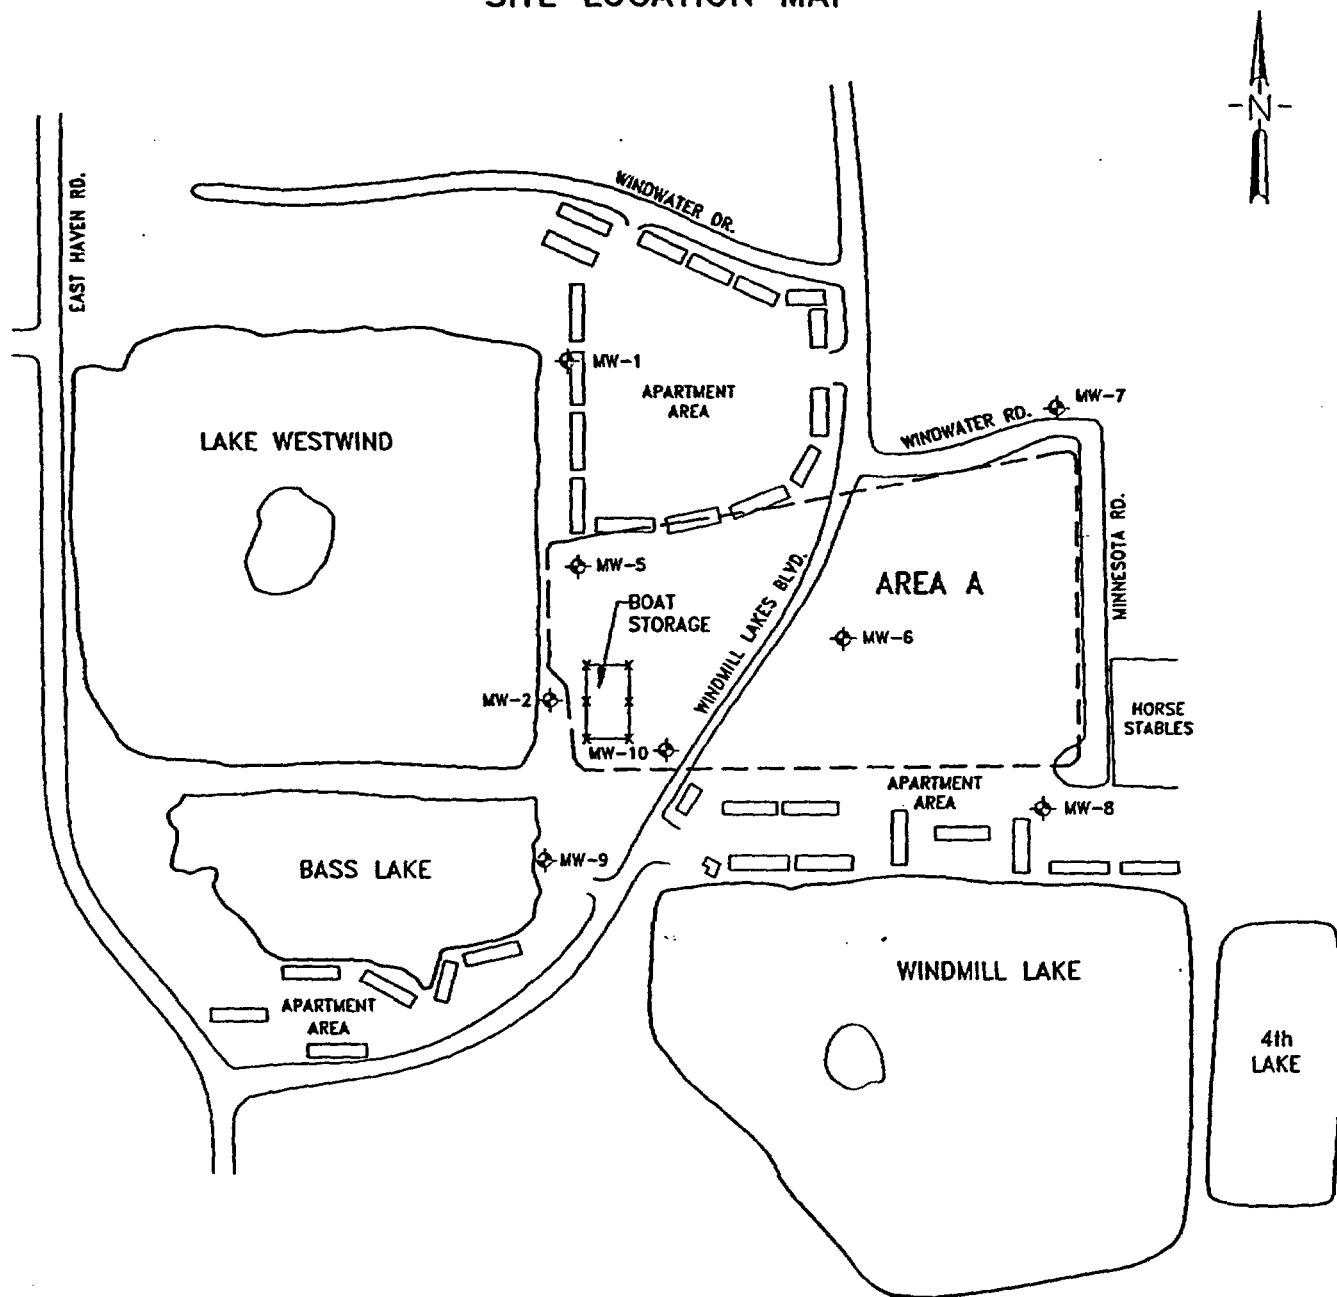 SITE LOCATION MAP
N
EAST HAVEN RD.
WINDWATER DR.
MW-1
APARTMENT
AREA
MW-7
WINDWATER RD.
LAKE WESTWIND
MINNESOTA RD.
MW-5
AREA A
BOAT
STORAGE
WINDMILL LAKES BLVD.
MW-6
MW-2
HORSE
STABLES
MW-10
APARTMENT
AREA
MW-8
BASS LAKE
MW-9
WINDMILL LAKE
APARTMENT
AREA
4th
LAKE